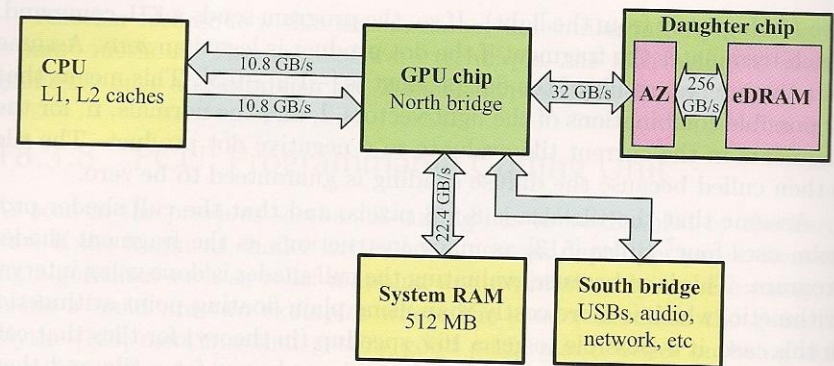 CPU
L1, L2 caches
10.8 GB/s
10.8 GB/s
GPU chip
North bridge
32 GB/s
Daughter chip
AZ
256
GB/s
eDRAM
22.4 GB/s
System RAM
512 MB
South bridge
USBs, audio,
network, etc